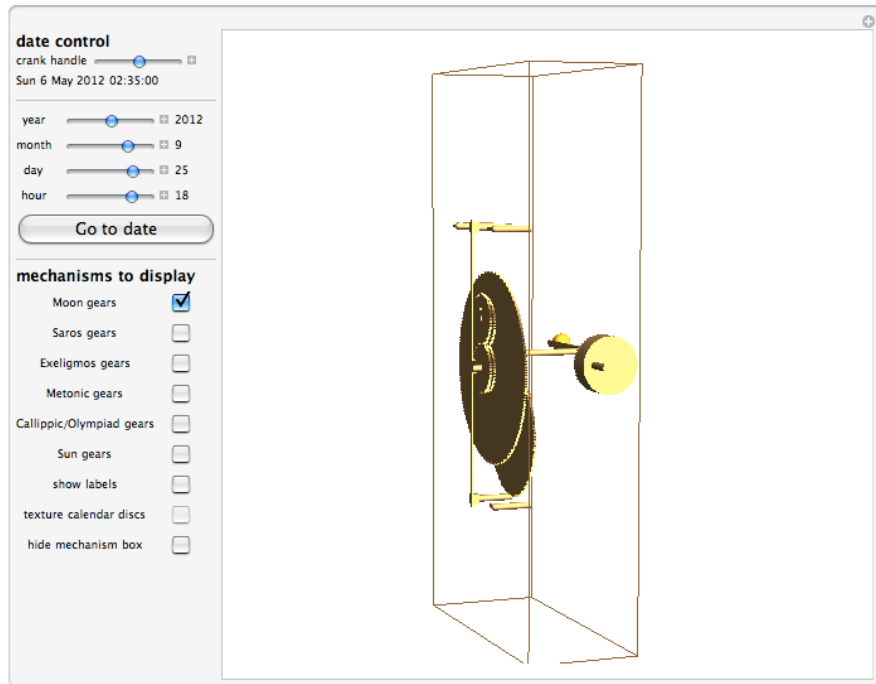 date control
crank handle
Sun 6 May 2012 02:35:00
year 2012
month 9
day 25
hour 18
Go to date
mechanisms to display
Moon gears
Saros gears
Exeligmos gears
Metonic gears
Callippic/Olympiad gears
Sun gears
show labels
texture calendar discs
hide mechanism box